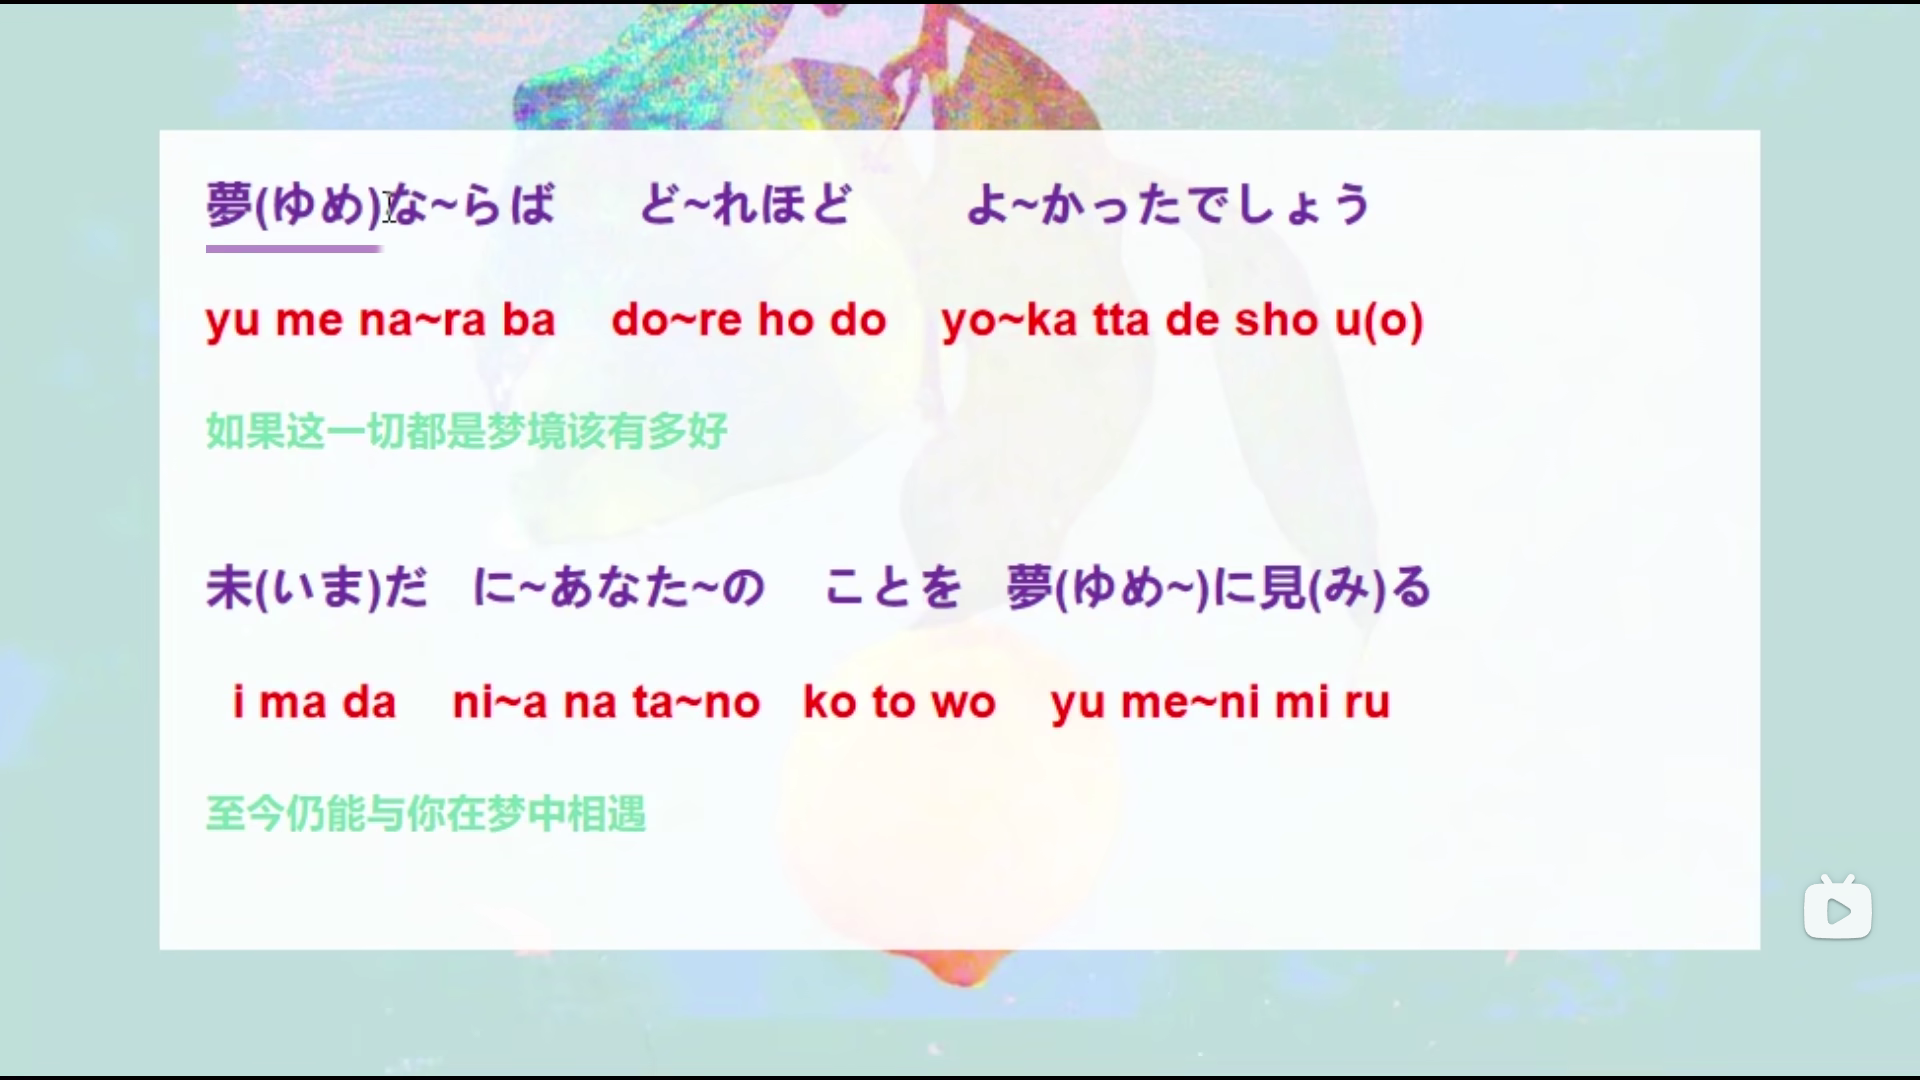 夢(ゆめ)な~らば ど~れほど よ~かったでしょう
yu me na~ra ba do~re ho do yo~ka tta de sho u(o)
如果这一切都是梦境该有多好
未(いま)だ に~あなた~の ことを 夢(ゆめ~)に見(み)る
i ma da ni~a na ta~no ko to wo yu me~ni mi ru
至今仍能与你在梦中相遇